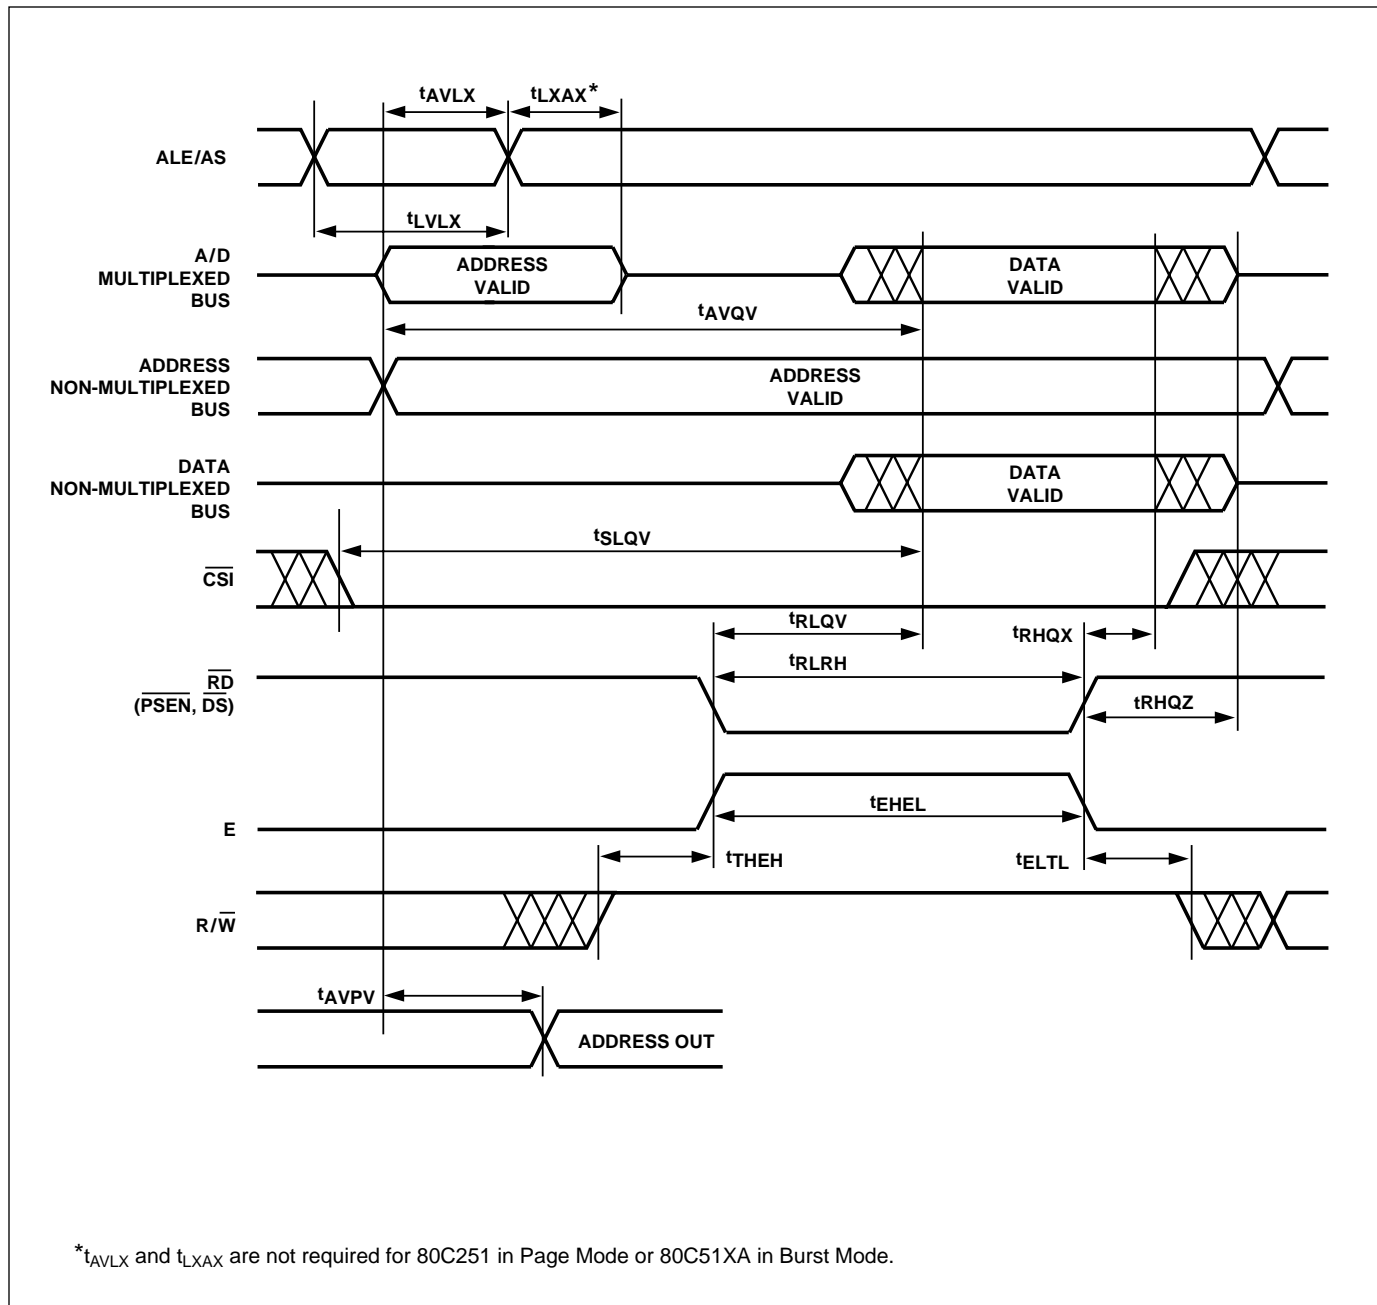 tAVLX tLXAX*
ALE/AS
tLVLX
A/D
MULTIPLEXED
BUS
ADDRESS
VALID
DATA
VALID
tAVQV
ADDRESS
NON-MULTIPLEXED
BUS
ADDRESS
VALID
DATA
NON-MULTIPLEXED
BUS
DATA
VALID
tSLQV
CSI
tRLQV tRHQX
tRLRH
RD
(PSEN, DS)
tRHQZ
tEHEL
E
tTHEH tELTL
R/W
tAVPV
ADDRESS OUT
*tAVLX and tLXAX are not required for 80C251 in Page Mode or 80C51XA in Burst Mode.